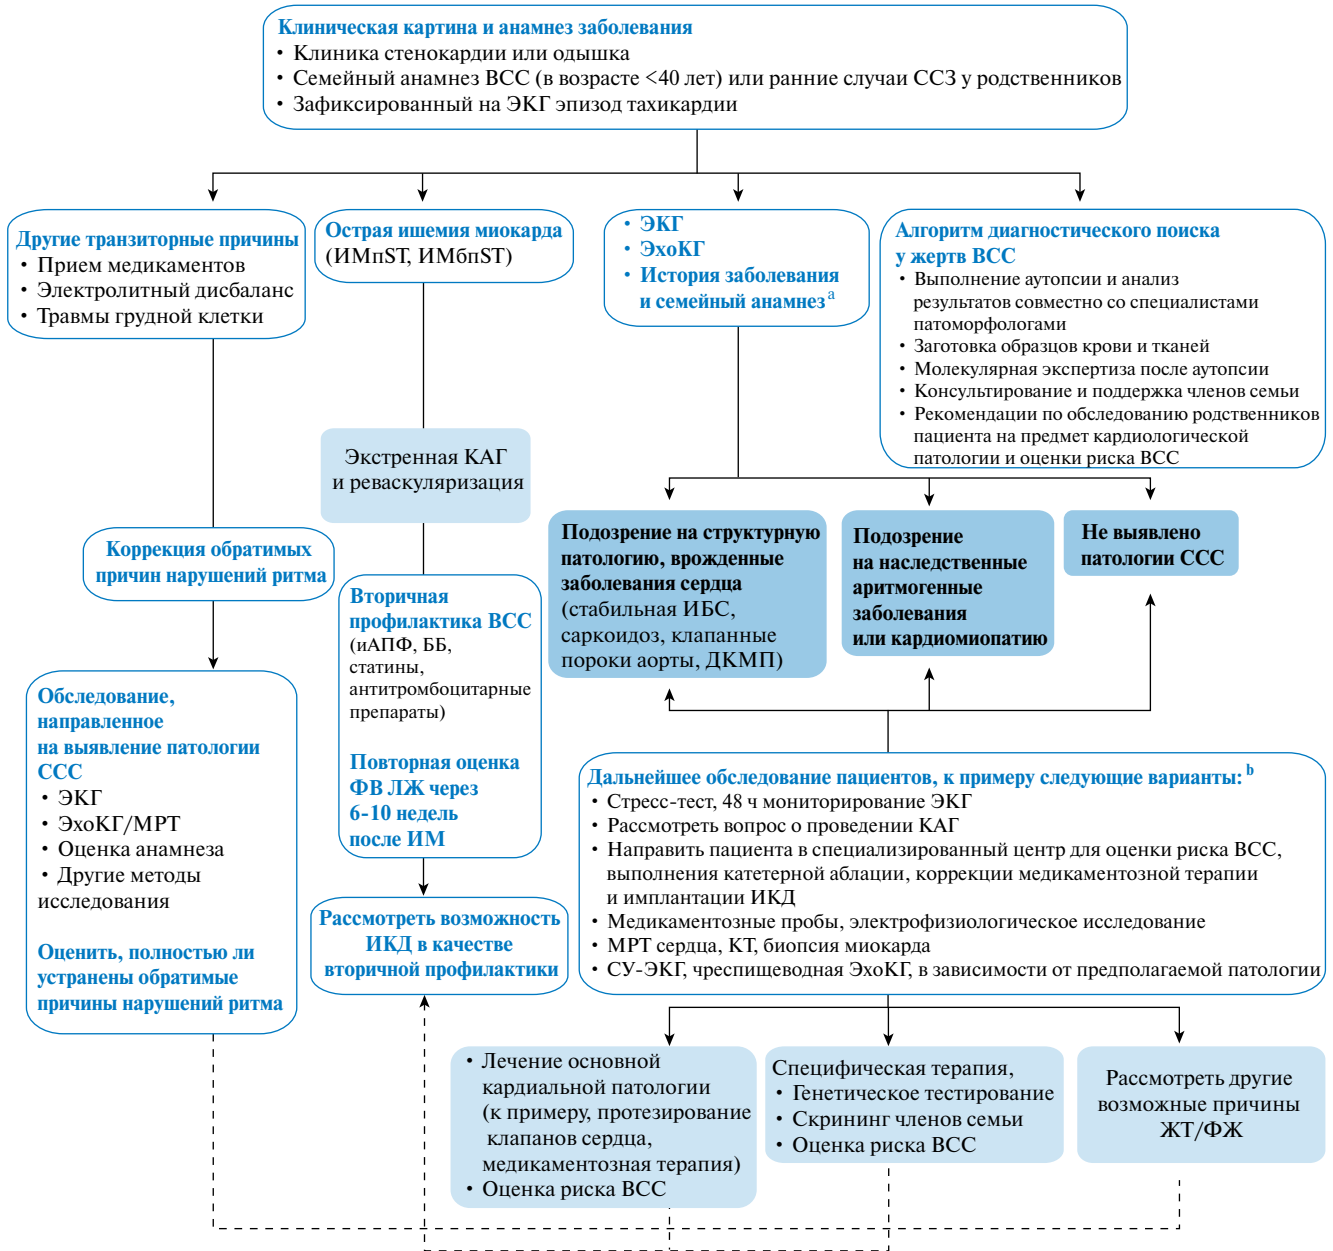 Клиническая картина и анамнез заболевания
• Клиника стенокардии или одышка
• Семейный анамнез ВСС (в возрасте <40 лет) или ранние случаи ССЗ у родственников
• Зафиксированный на ЭКГ эпизод тахикардии
Другие транзиторные причины
• Прием медикаментов
• Электролитный дисбаланс
• Травмы грудной клетки
Острая ишемия миокарда
(ИМпST, ИМбпST)
• ЭКГ
• ЭхоКГ
• История заболевания
и семейный анамнез a
Алгоритм диагностического поиска
у жертв ВСС
• Выполнение аутопсии и анализ
результатов совместно со специалистами
патоморфологами
• Заготовка образцов крови и тканей
• Молекулярная экспертиза после аутопсии
• Консультирование и поддержка членов семьи
• Рекомендации по обследованию родственников
пациента на предмет кардиологической
патологии и оценки риска ВСС
Экстренная КАГ
и реваскуляризация
Коррекция обратимых
причин нарушений ритма
Подозрение на структурную
патологию, врожденные
заболевания сердца
(стабильная ИБС,
саркоидоз, клапанные
пороки аорты, ДКМП)
Подозрение
на наследственные
аритмогенные
заболевания
или кардиомиопатию
Не выявлено
патологии ССС
Вторичная
профилактика ВСС
(иАПФ, ББ,
статины,
антитромбоцитарные
препараты)
Повторная оценка
ФВ ЛЖ через
6-10 недель
после ИМ
Обследование,
направленное
на выявление патологии
ССС
• ЭКГ
• ЭхоКГ/МРТ
• Оценка анамнеза
• Другие методы
исследования
Оценить, полностью ли
устранены обратимые
причины нарушений ритма
Дальнейшее обследование пациентов, к примеру следующие варианты: b
• Стресс-тест, 48 ч мониторирование ЭКГ
• Рассмотреть вопрос о проведении КАГ
• Направить пациента в специализированный центр для оценки риска ВСС,
выполнения катетерной аблации, коррекции медикаментозной терапии
и имплантации ИКД
• Медикаментозные пробы, электрофизиологическое исследование
• МРТ сердца, КТ, биопсия миокарда
• СУ-ЭКГ, чреспищеводная ЭхоКГ, в зависимости от предполагаемой патологии
Рассмотреть возможность
ИКД в качестве
вторичной профилактики
• Лечение основной
кардиальной патологии
(к примеру, протезирование
клапанов сердца,
медикаментозная терапия)
• Оценка риска ВСС
Специфическая терапия,
• Генетическое тестирование
• Скрининг членов семьи
• Оценка риска ВСС
Рассмотреть другие
возможные причины
ЖТ/ФЖ